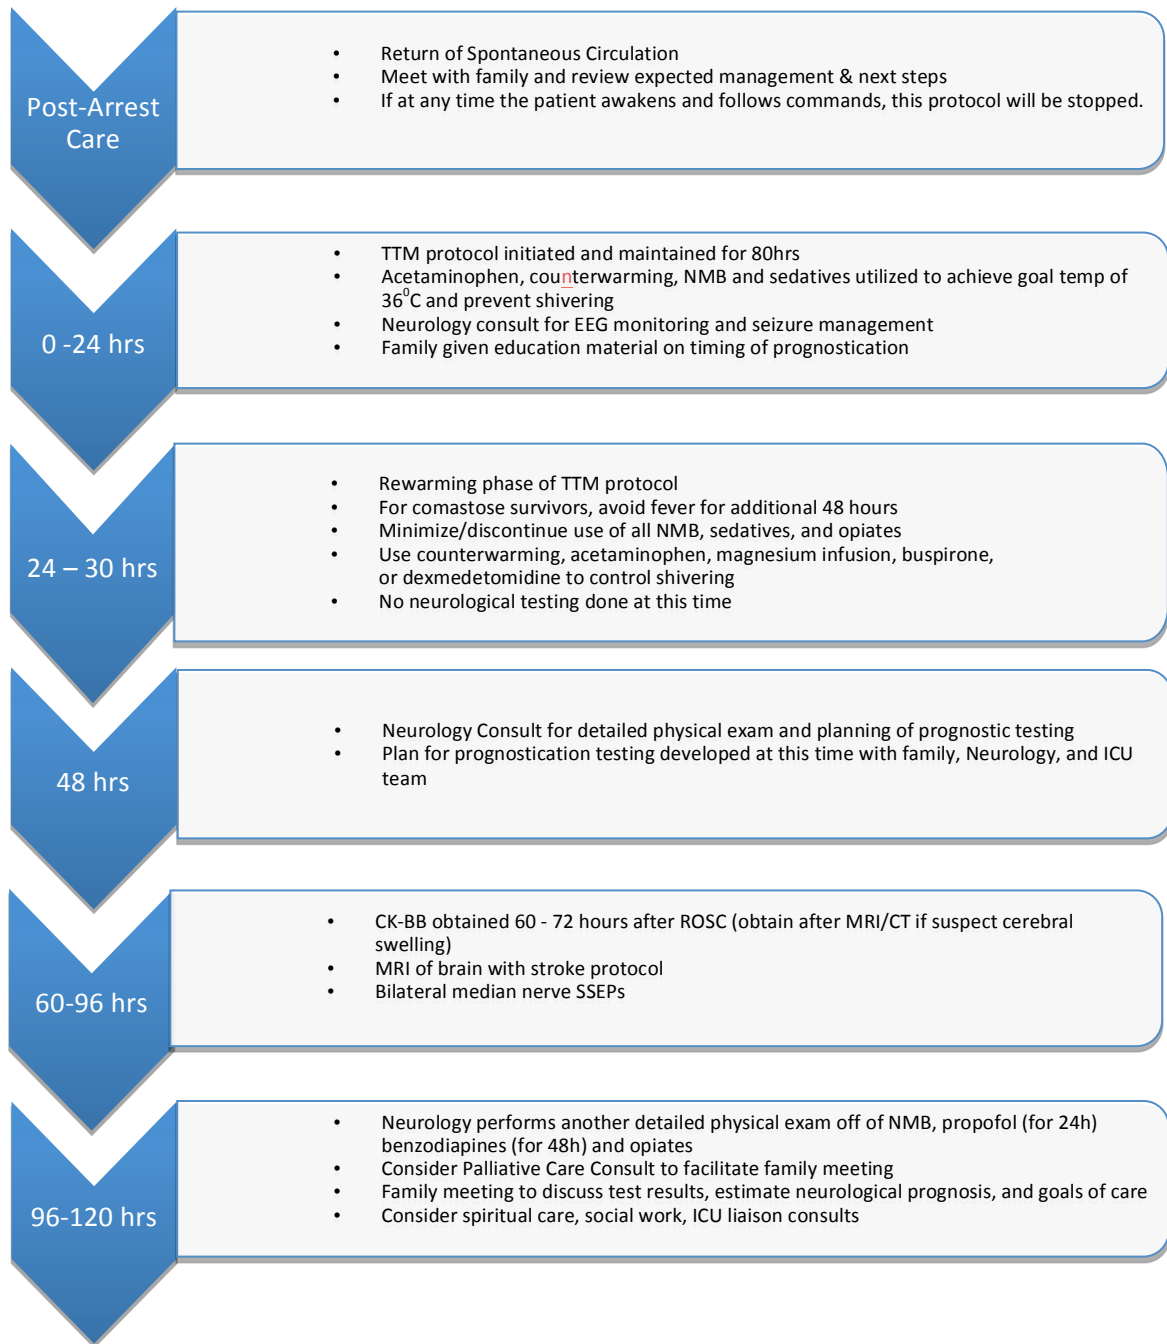 Post-Arrest
Care
• Return of Spontaneous Circulation
• Meet with family and review expected management & next steps
• If at any time the patient awakens and follows commands, this protocol will be stopped.
0 -24 hrs
• TTM protocol initiated and maintained for 80hrs
• Acetaminophen, counterwarming, NMB and sedatives utilized to achieve goal temp of
36⁰C and prevent shivering
• Neurology consult for EEG monitoring and seizure management
• Family given education material on timing of prognostication
24 – 30 hrs
• Rewarming phase of TTM protocol
• For comastose survivors, avoid fever for additional 48 hours
• Minimize/discontinue use of all NMB, sedatives, and opiates
• Use counterwarming, acetaminophen, magnesium infusion, buspirone,
or dexmedetomidine to control shivering
• No neurological testing done at this time
48 hrs
• Neurology Consult for detailed physical exam and planning of prognostic testing
• Plan for prognostication testing developed at this time with family, Neurology, and ICU
team
60-96 hrs
• CK-BB obtained 60 - 72 hours after ROSC (obtain after MRI/CT if suspect cerebral
swelling)
• MRI of brain with stroke protocol
• Bilateral median nerve SSEPs
96-120 hrs
• Neurology performs another detailed physical exam off of NMB, propofol (for 24h)
benzodiapines (for 48h) and opiates
• Consider Palliative Care Consult to facilitate family meeting
• Family meeting to discuss test results, estimate neurological prognosis, and goals of care
• Consider spiritual care, social work, ICU liaison consults